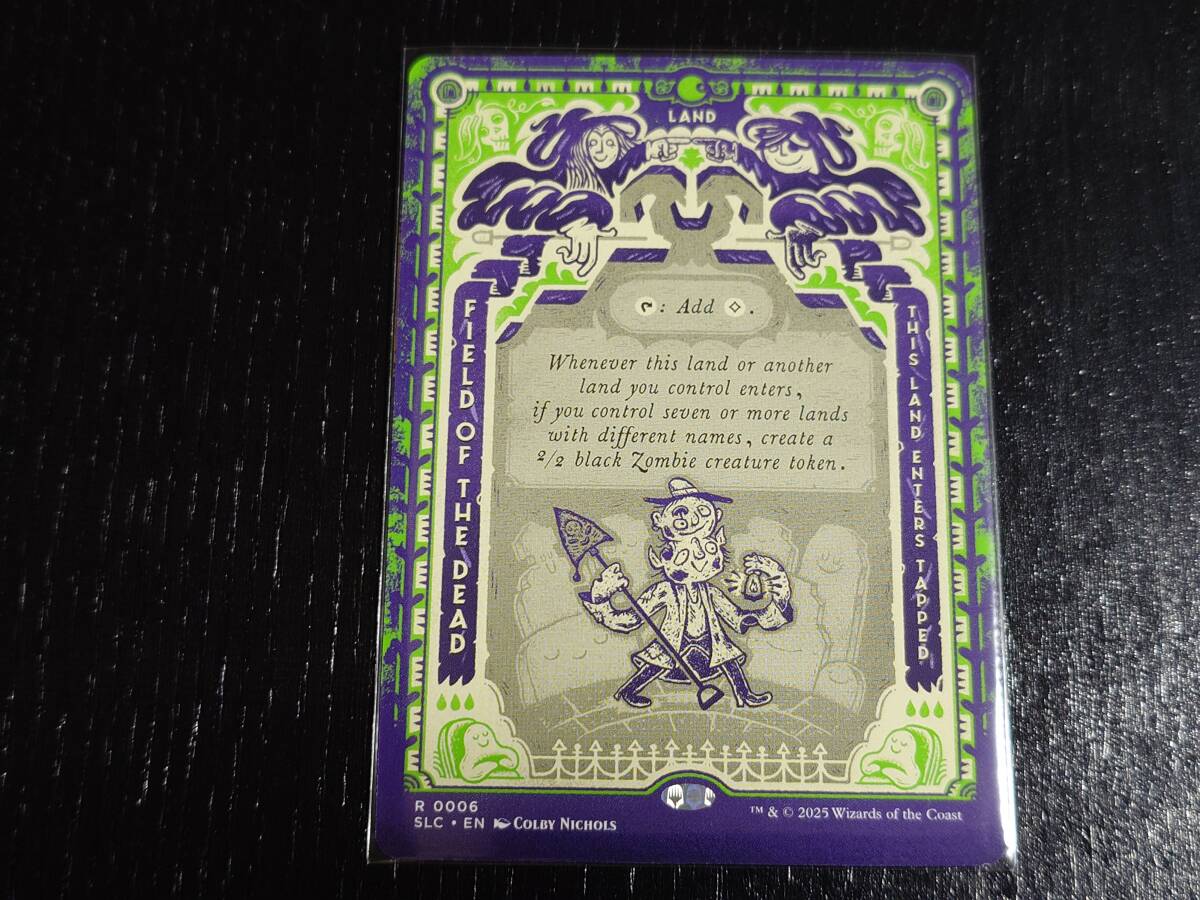 LAND
FIELD OF THE DEAD
THIS LAND ENTERS TAPPED
: Add .
Whenever this land or another
land you control enters,
if you control seven or more lands
with different names, create a
2/2 black Zombie creature token.
R 0006
SLC • EN COLBY NICHOLS
™ & © 2025 Wizards of the Coast